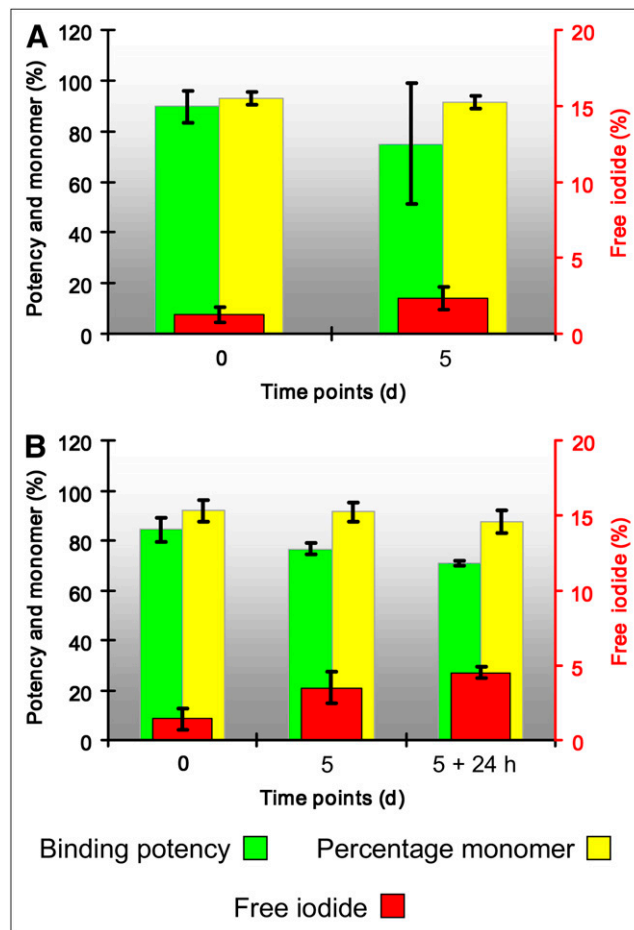 A
Potency and monomer (%)
120
100
80
60
40
20
0
20
15
10
5
0
Free iodide (%)
0 5
Time points (d)
B
Potency and monomer (%)
120
100
80
60
40
20
0
20
15
10
5
0
Free iodide (%)
0 5 5 + 24 h
Time points (d)
Binding potency Percentage monomer
Free iodide